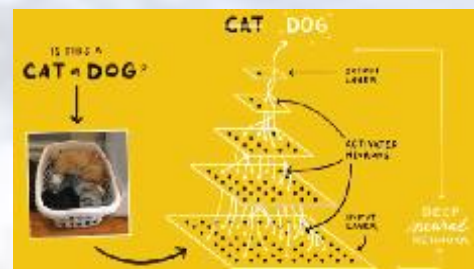 IS THIS A
CAT or DOG?
CAT DOG
OUTPUT
LAYER
ACTIVATED
NEURONS
INPUT
LAYER
DEEP
neural
NETWORK